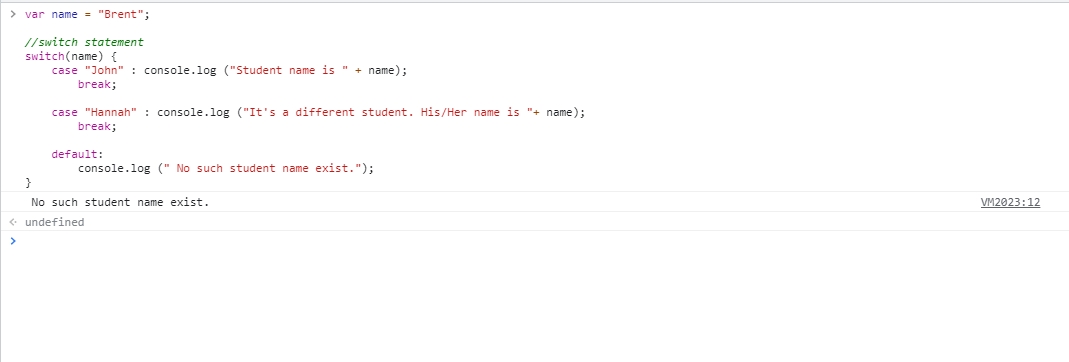 > var name = "Brent";
//switch statement
switch(name) {
case "John" : console.log ("Student name is " + name);
break;
case "Hannah" : console.log ("It's a different student. His/Her name is "+ name);
break;
default:
console.log (" No such student name exist.");
}
No such student name exist. VM2023:12
<· undefined
>